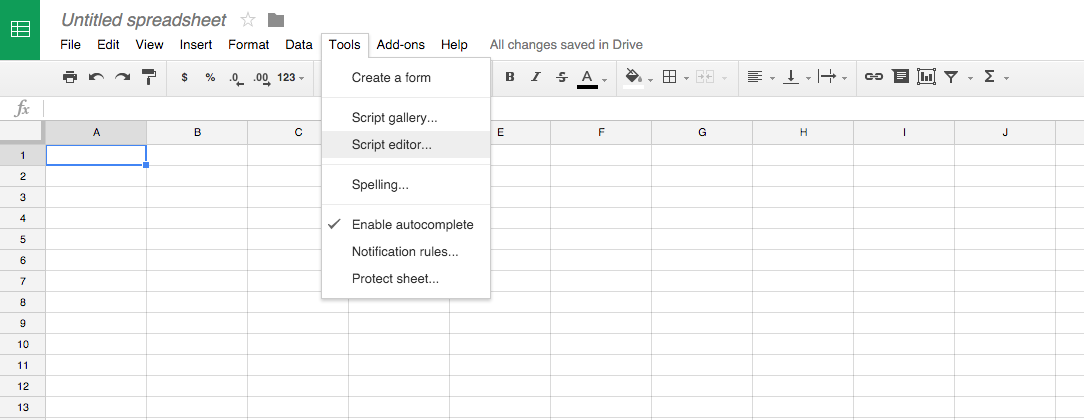 Untitled spreadsheet
File Edit View Insert Format Data Tools Add-ons Help All changes saved in Drive
$ % .0 .00 123 B I S A Σ
fx
A B C E F G H I J
Create a form
Script gallery...
Script editor...
Spelling...
Enable autocomplete
Notification rules...
Protect sheet...
1
2
3
4
5
6
7
8
9
10
11
12
13